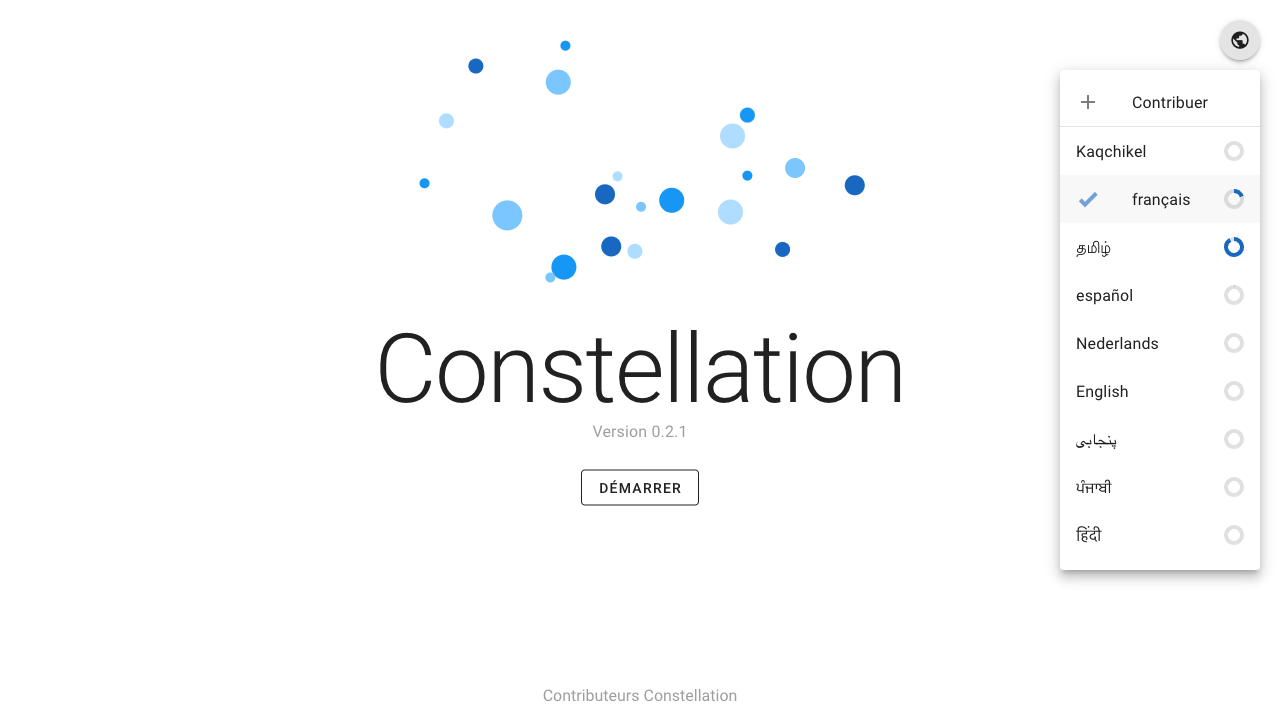 Contribuer
Kaqchikel
français
தமிழ்
español
Nederlands
English
پنجابی
ਪੰਜਾਬੀ
हिंदी
Constellation
Version 0.2.1
DÉMARRER
Contributeurs Constellation